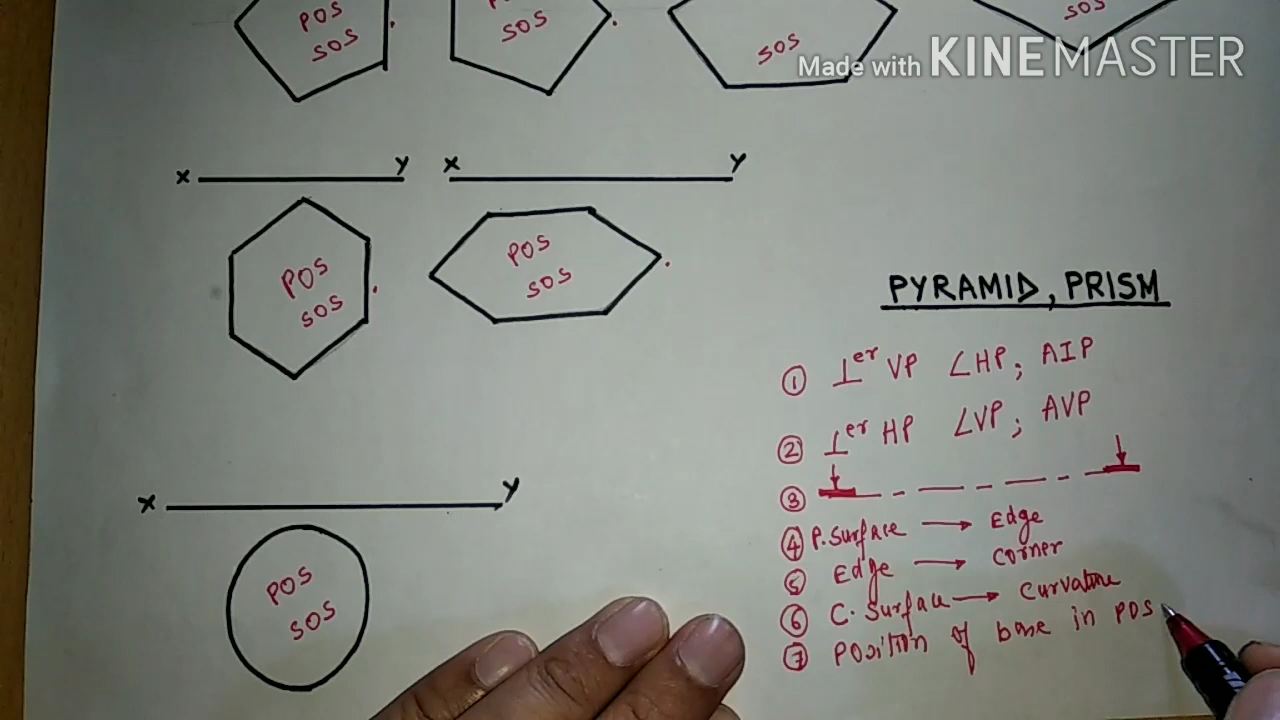 POS
SOS
POS
SOS
SOS
SOS
Made with KINEMASTER
X Y
X Y
POS
SOS
POS
SOS
PYRAMID, PRISM
① ⊥er VP ∠HP; AIP
② ⊥er HP ∠VP; AVP
③
④ P. Surface → Edge
⑤ Edge → Corner
⑥ C. Surface → Curvature
⑦ Position of base in POS
X Y
POS
SOS